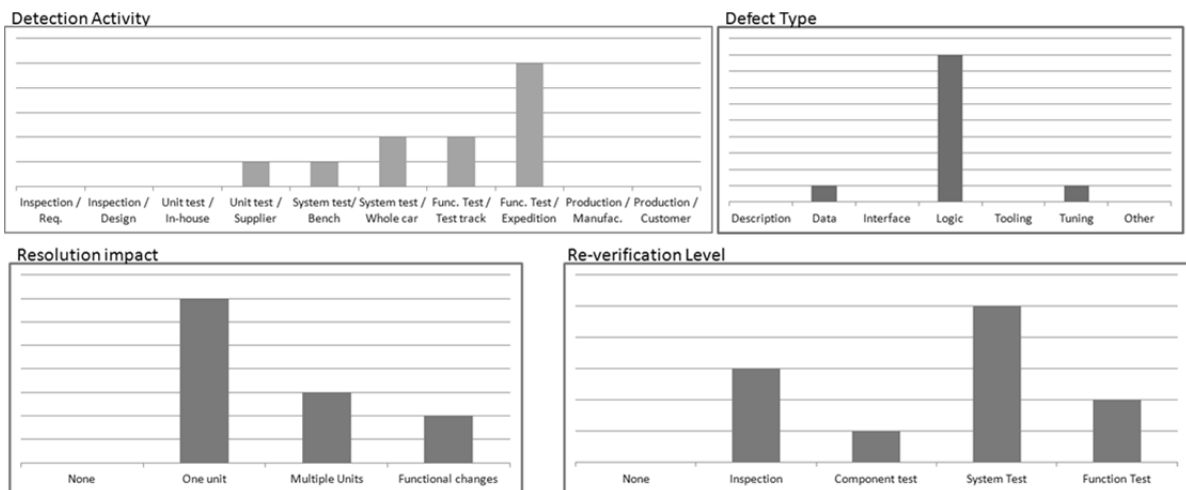 Detection Activity
Defect Type
Inspection / Inspection / Unit test / Unit test / System test/ System test / Func. Test / Func. Test / Production / Production /
Req. Design In-house Supplier Bench Whole car Test track Expedition Manufac. Customer
Description Data Interface Logic Tooling Tuning Other
Resolution impact
Re-verification Level
None One unit Multiple Units Functional changes
None Inspection Component test System Test Function Test